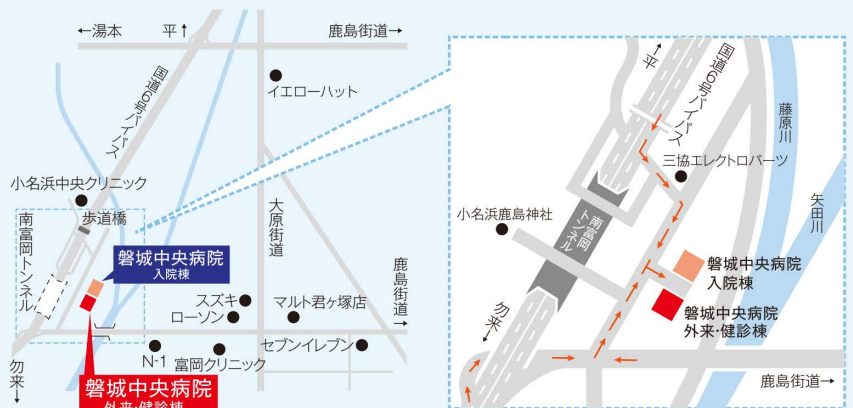 ←湯本
平↑
鹿島街道→
国道6号バイパス
イエローハット
小名浜中央クリニック
歩道橋
南富岡トンネル
磐城中央病院
入院棟
大原街道
鹿島街道→
スズキ
ローソン
マルト君ヶ塚店
N-1
富岡クリニック
セブンイレブン
勿来→
磐城中央病院
外来・健診棟
←平
国道6号バイパス
藤原川
三協エレクトロパーツ
矢田川
小名浜鹿島神社
南富岡トンネル
磐城中央病院
入院棟
磐城中央病院
外来・健診棟
勿来→
鹿島街道→